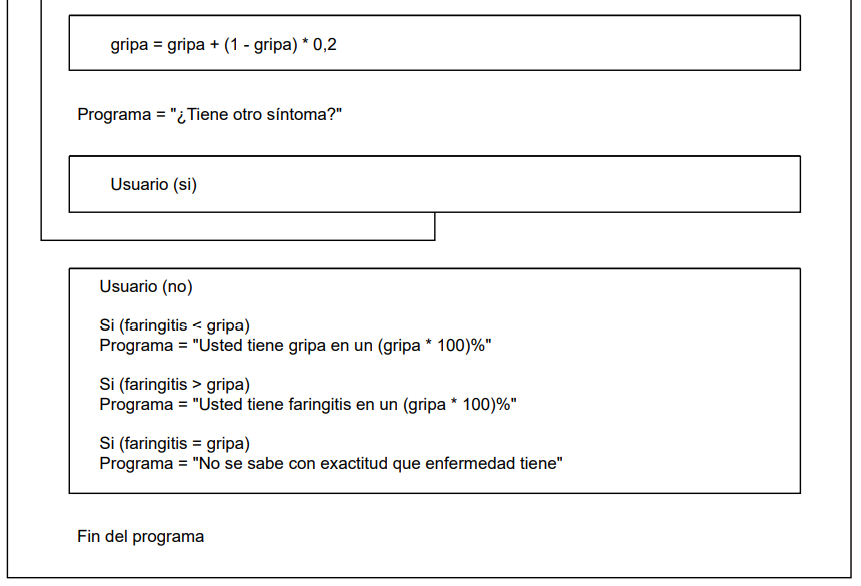 gripa = gripa + (1 - gripa) * 0,2
Programa = "¿Tiene otro síntoma?"
Usuario (si)
Usuario (no)
Si (faringitis < gripa)
Programa = "Usted tiene gripa en un (gripa * 100)%"
Si (faringitis > gripa)
Programa = "Usted tiene faringitis en un (gripa * 100)%"
Si (faringitis = gripa)
Programa = "No se sabe con exactitud que enfermedad tiene"
Fin del programa